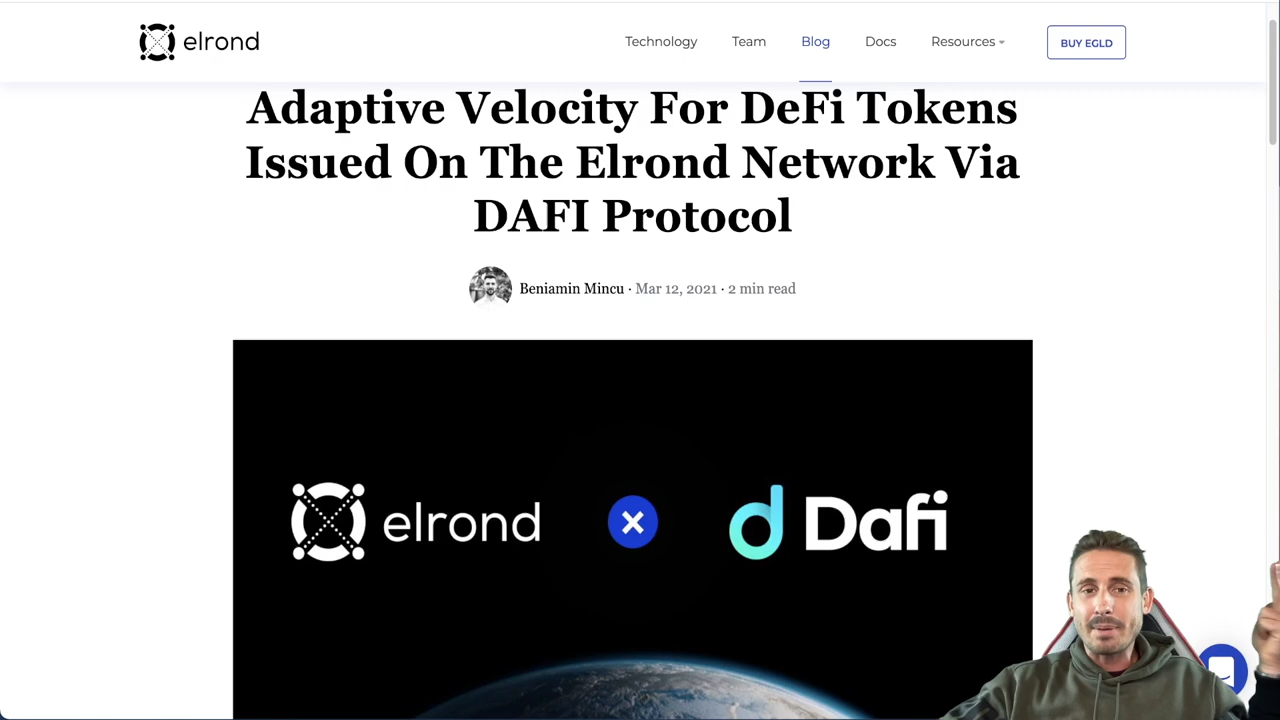 elrond
Technology
Team
Blog
Docs
Resources
BUY EGLD
Adaptive Velocity For DeFi Tokens
Issued On The Elrond Network Via
DAFI Protocol
Beniamin Mincu · Mar 12, 2021 · 2 min read
elrond
Dafi